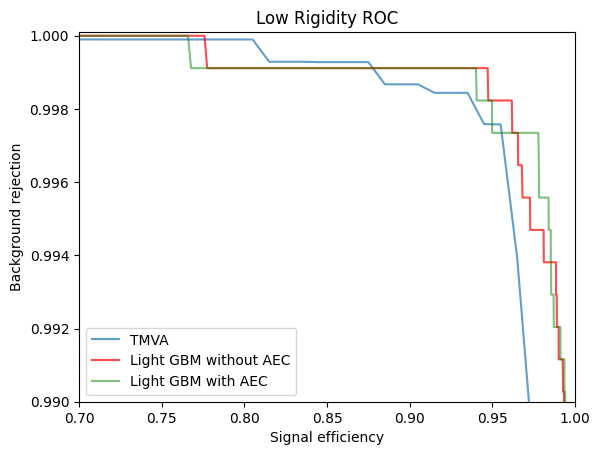 Low Rigidity ROC
Background rejection
1.000
0.998
0.996
0.994
0.992
0.990
TMVA
Light GBM without AEC
Light GBM with AEC
0.70
0.75
0.80
0.85
0.90
0.95
1.00
Signal efficiency